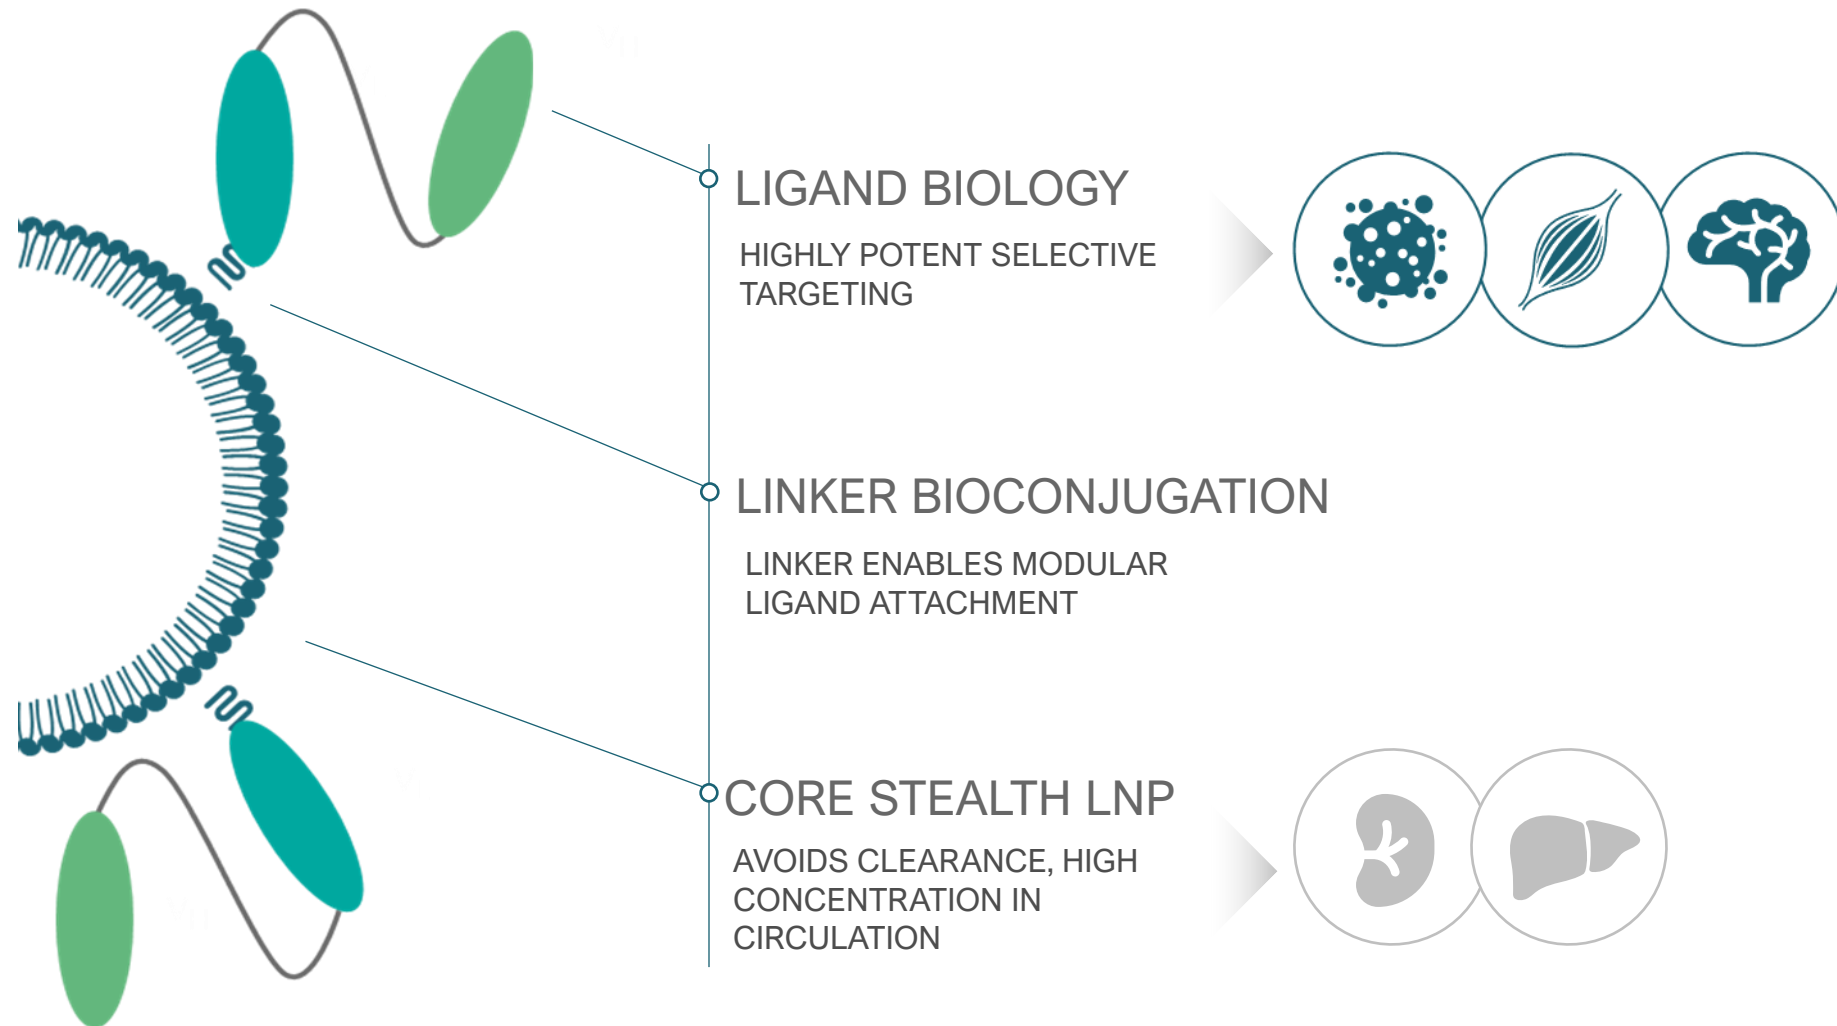 LIGAND BIOLOGY
HIGHLY POTENT SELECTIVE
TARGETING
LINKER BIOCONJUGATION
LINKER ENABLES MODULAR
LIGAND ATTACHMENT
CORE STEALTH LNP
AVOIDS CLEARANCE, HIGH
CONCENTRATION IN
CIRCULATION